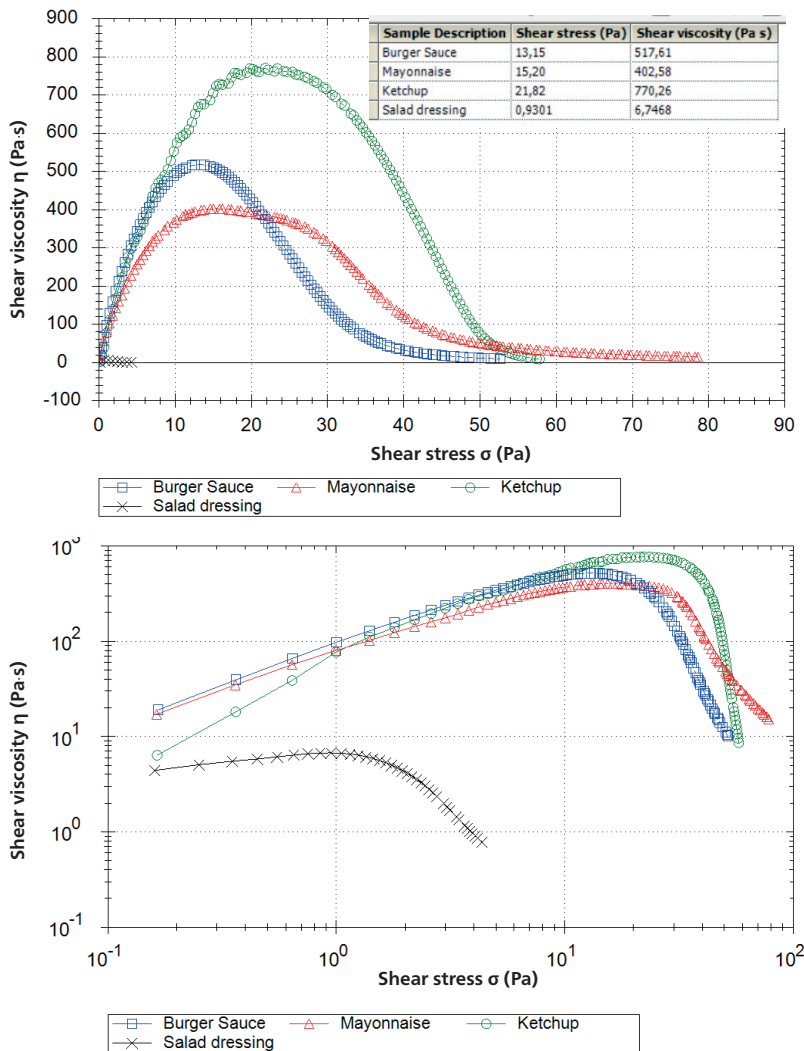 900
800
700
600
500
400
300
200
100
0
-100
Shear viscosity η (Pa·s)
Sample Description Shear stress (Pa) Shear viscosity (Pa s)
Burger Sauce 13,15 517,61
Mayonnaise 15,20 402,58
Ketchup 21,82 770,26
Salad dressing 0,9301 6,7468
0 10 20 30 40 50 60 70 80 90
Shear stress σ (Pa)
Burger Sauce Mayonnaise Ketchup
Salad dressing
10³
10²
10¹
10⁰
10⁻¹
Shear viscosity η (Pa·s)
10⁻¹ 10⁰ 10¹ 10²
Shear stress σ (Pa)
Burger Sauce Mayonnaise Ketchup
Salad dressing